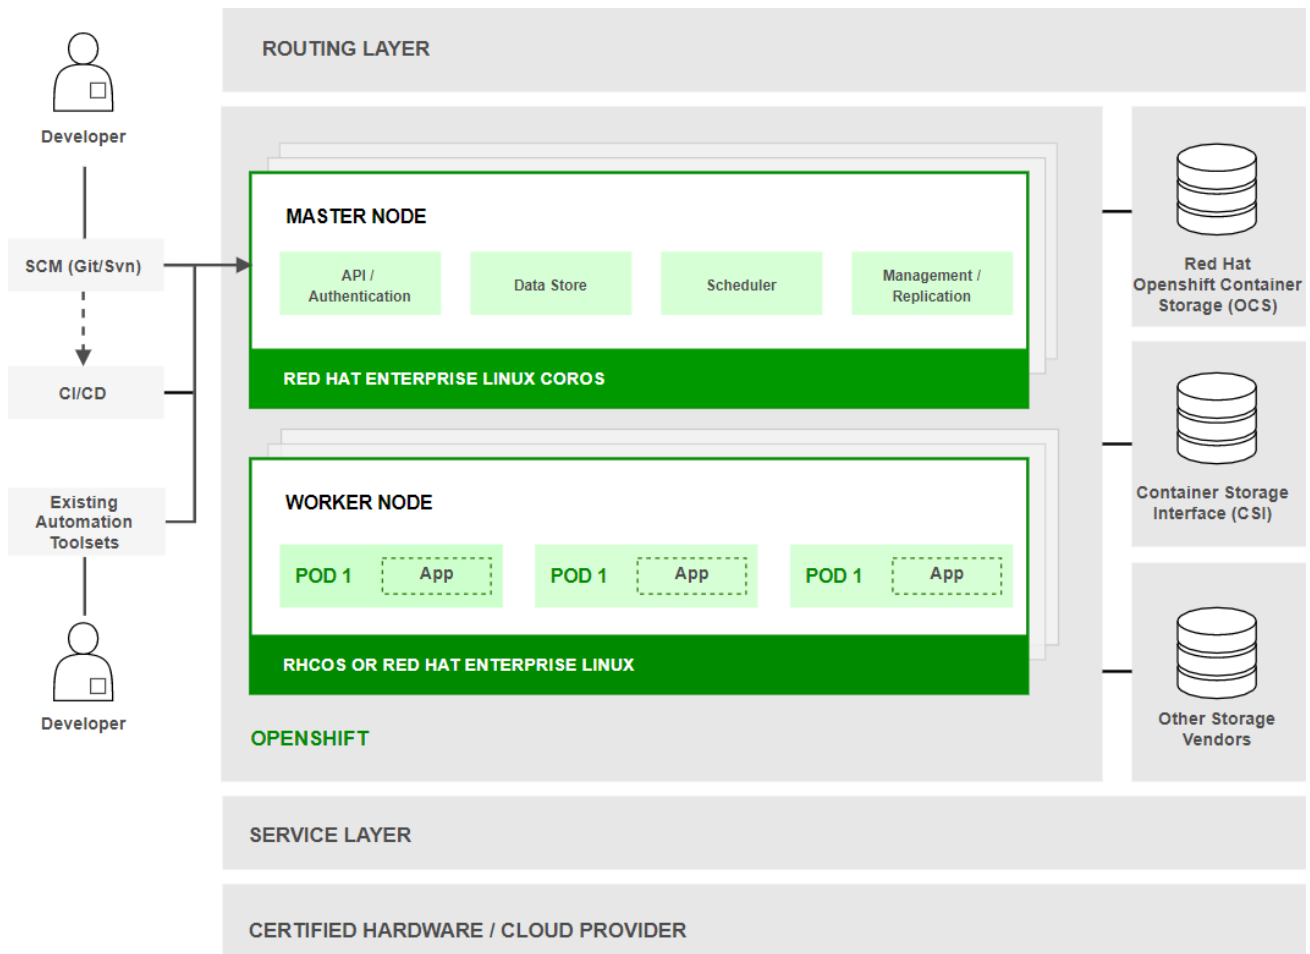 ROUTING LAYER
Developer
SCM (Git/Svn)
CI/CD
Existing
Automation
Toolsets
Developer
MASTER NODE
API /
Authentication
Data Store
Scheduler
Management /
Replication
RED HAT ENTERPRISE LINUX COROS
WORKER NODE
POD 1
App
POD 1
App
POD 1
App
RHCOS OR RED HAT ENTERPRISE LINUX
OPENSHIFT
Red Hat
Openshift Container
Storage (OCS)
Container Storage
Interface (CSI)
Other Storage
Vendors
SERVICE LAYER
CERTIFIED HARDWARE / CLOUD PROVIDER